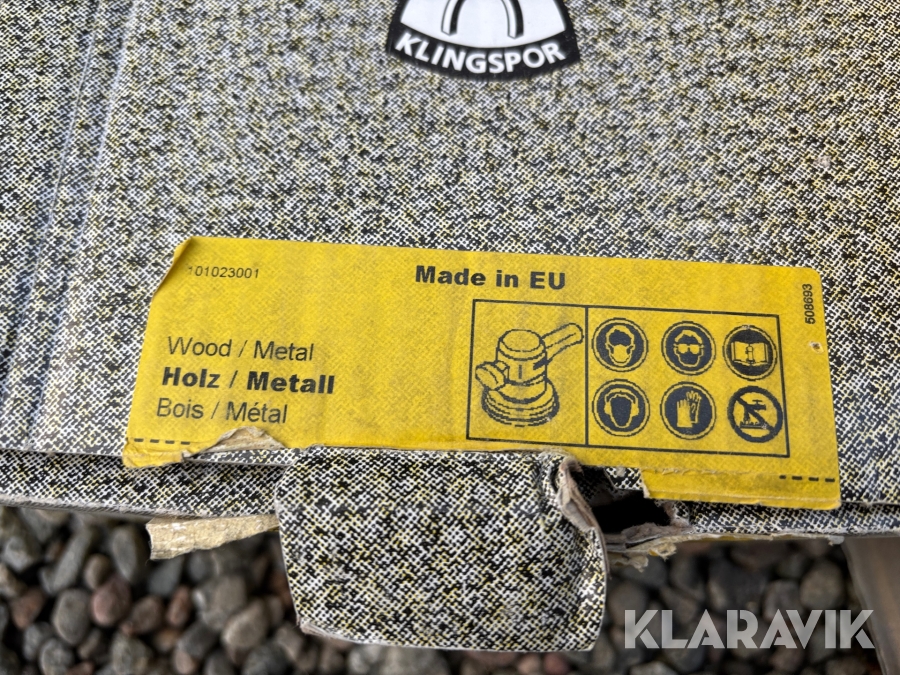 KLINGSPOR
101023001
Made in EU
508693
Wood / Metal
Holz / Metall
Bois / Métal
KLARAVIK